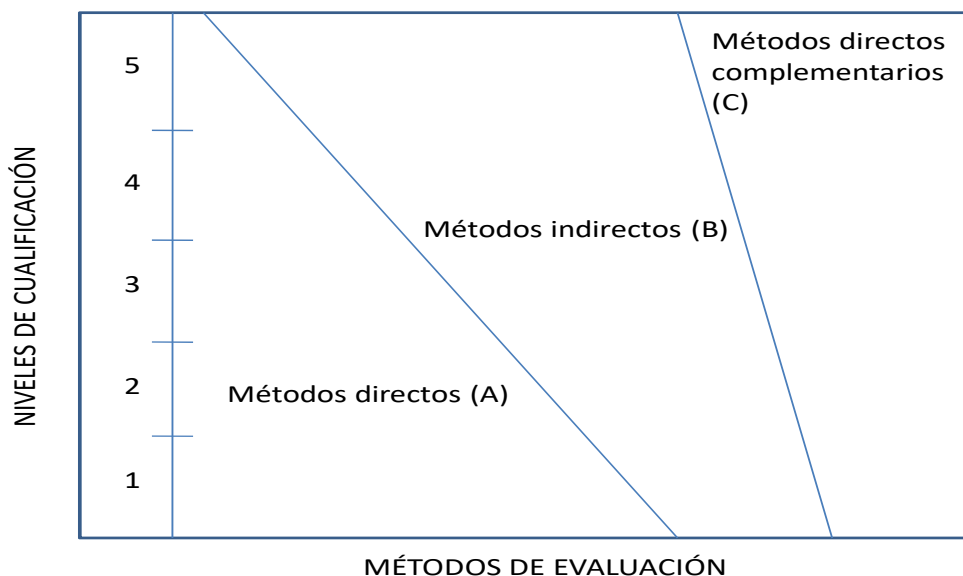 Métodos directos
complementarios
(C)
5
4
Métodos indirectos (B)
3
Métodos directos (A)
2
1
NIVELES DE CUALIFICACIÓN
MÉTODOS DE EVALUACIÓN